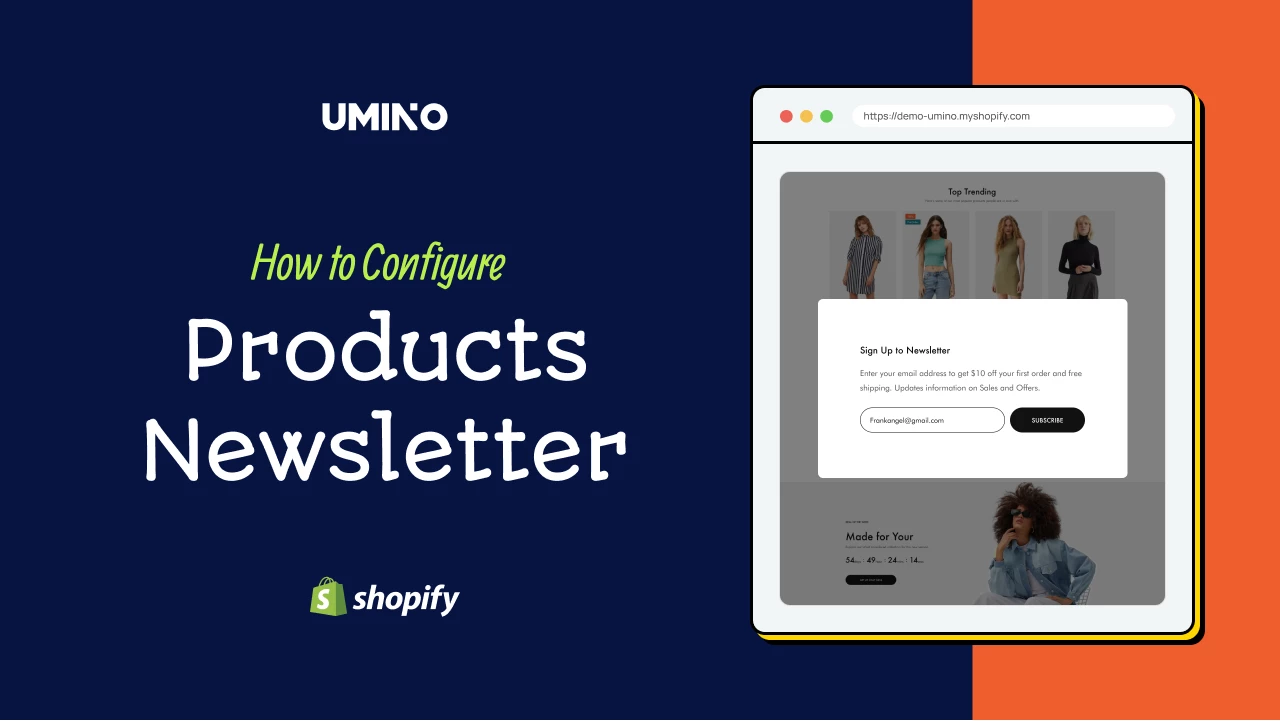 UMINO
How to Configure
Products
Newsletter
shopify
https://demo-umino.myshopify.com
Top Trending
Sign Up to Newsletter
Enter your email address to get $10 off your first order and free
shipping. Updates information on Sales and Offers.
Frankangel@gmail.com
SUBSCRIBE
Made for Your
54 : 49 : 24 : 14